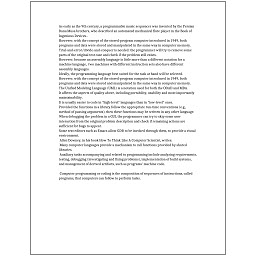 as early as the 9th century, a programmable music sequencer was invented by the Persian
Banu Musa brothers, who described an automated mechanical flute player in the Book of
Ingenious Devices.
However, with the concept of the stored-program computer introduced in 1949, both
programs and data were stored and manipulated in the same way in computer memory.
Trial-and-error/divide-and-conquer is needed: the programmer will try to remove some
parts of the original test case and check if the problem still exists.
However, because an assembly language is little more than a different notation for a
machine language, two machines with different instruction sets also have different
assembly languages.
Ideally, the programming language best suited for the task at hand will be selected.
However, with the concept of the stored-program computer introduced in 1949, both
programs and data were stored and manipulated in the same way in computer memory.
The Unified Modeling Language (UML) is a notation used for both the OOAD and MDA.
It affects the aspects of quality above, including portability, usability and most importantly
maintainability.
It is usually easier to code in "high-level" languages than in "low-level" ones.
Provided the functions in a library follow the appropriate run-time conventions (e.g.,
method of passing arguments), then these functions may be written in any other language.
When debugging the problem in a GUI, the programmer can try to skip some user
interaction from the original problem description and check if remaining actions are
sufficient for bugs to appear.
Some text editors such as Emacs allow GDB to be invoked through them, to provide a visual
environment.
Allen Downey, in his book How To Think Like A Computer Scientist, writes:
Many computer languages provide a mechanism to call functions provided by shared
libraries.
Auxiliary tasks accompanying and related to programming include analyzing requirements,
testing, debugging (investigating and fixing problems), implementation of build systems,
and management of derived artifacts, such as programs' machine code.
Computer programming or coding is the composition of sequences of instructions, called
programs, that computers can follow to perform tasks.